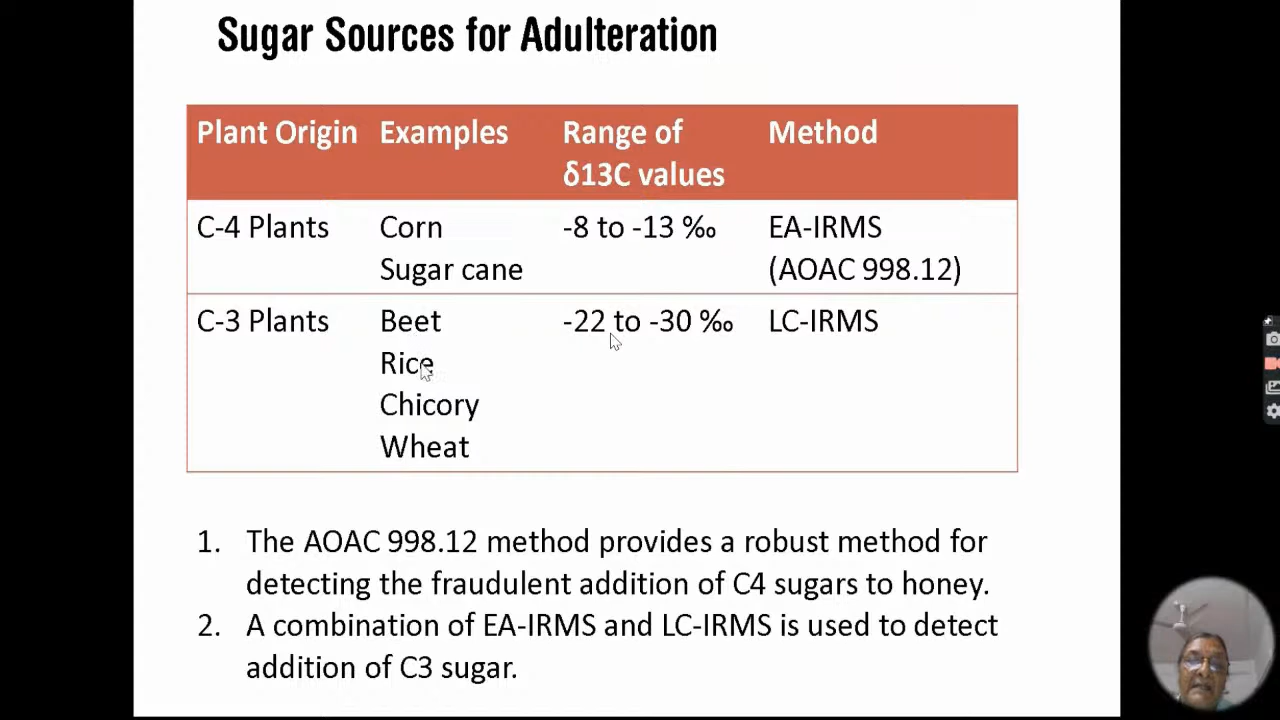 Sugar Sources for Adulteration
Plant Origin Examples Range of δ13C values Method
C-4 Plants Corn -8 to -13 ‰ EA-IRMS
Sugar cane (AOAC 998.12)
C-3 Plants Beet -22 to -30 ‰ LC-IRMS
Rice
Chicory
Wheat
1. The AOAC 998.12 method provides a robust method for
detecting the fraudulent addition of C4 sugars to honey.
2. A combination of EA-IRMS and LC-IRMS is used to detect
addition of C3 sugar.